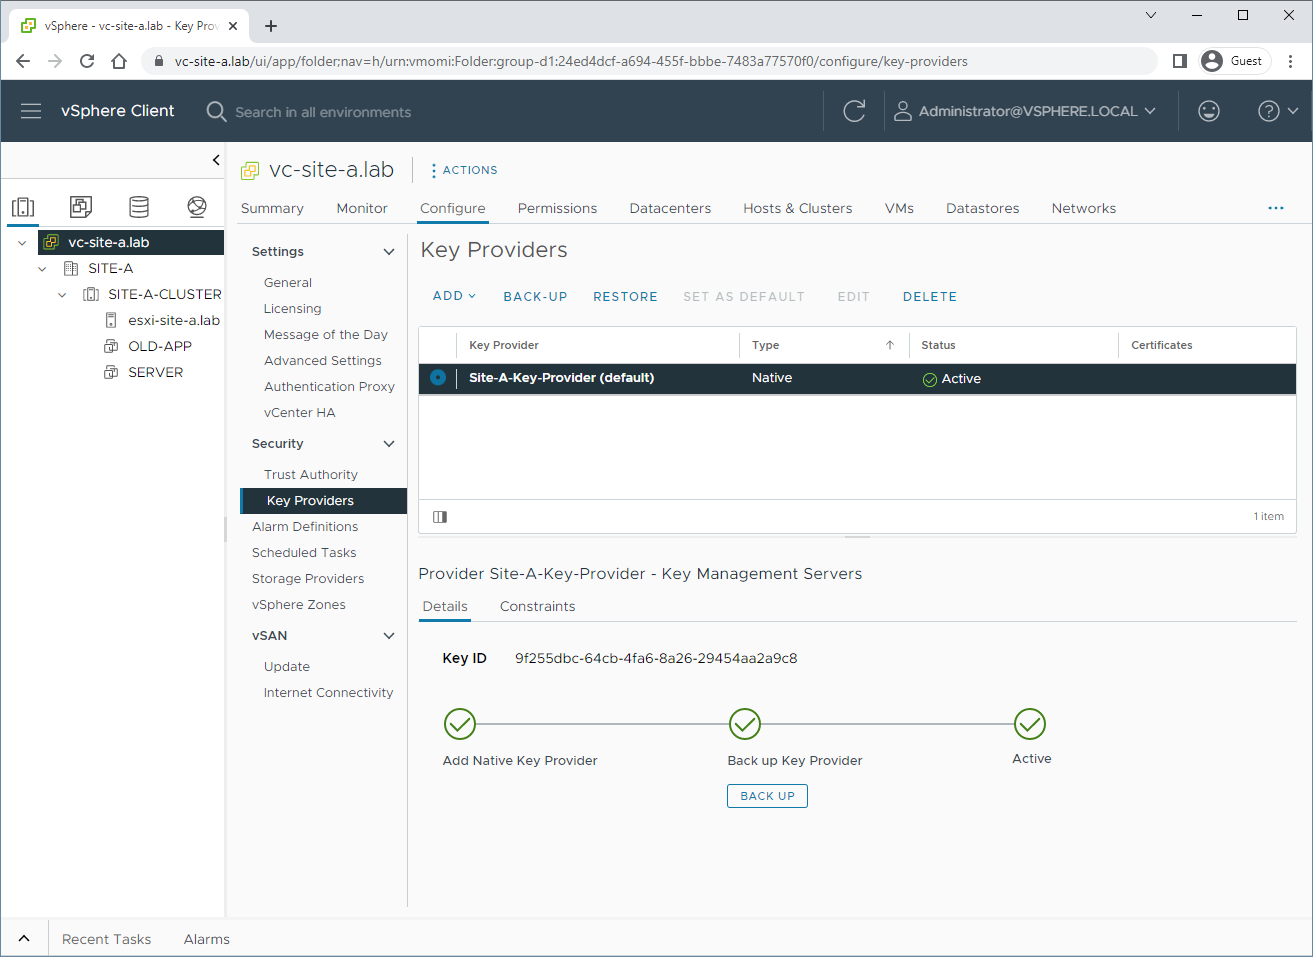 vSphere - vc-site-a.lab - Key Prov
vc-site-a.lab/ui/app/folder;nav=h/urn:vmomi:Folder:group-d1:24ed4dcf-a694-455f-bbbe-7483a77570f0/configure/key-providers
Guest
vSphere Client
Search in all environments
Administrator@VSPHERE.LOCAL
vc-site-a.lab
SITE-A
SITE-A-CLUSTER
esxi-site-a.lab
OLD-APP
SERVER
vc-site-a.lab
ACTIONS
Summary Monitor Configure Permissions Datacenters Hosts & Clusters VMs Datastores Networks
Settings
General
Licensing
Message of the Day
Advanced Settings
Authentication Proxy
vCenter HA
Security
Trust Authority
Key Providers
Alarm Definitions
Scheduled Tasks
Storage Providers
vSphere Zones
vSAN
Update
Internet Connectivity
Key Providers
ADD BACK-UP RESTORE SET AS DEFAULT EDIT DELETE
Key Provider Type Status Certificates
Site-A-Key-Provider (default) Native Active
1 item
Provider Site-A-Key-Provider - Key Management Servers
Details Constraints
Key ID 9f255dbc-64cb-4fa6-8a26-29454aa2a9c8
Add Native Key Provider Back up Key Provider Active
BACK UP
Recent Tasks Alarms